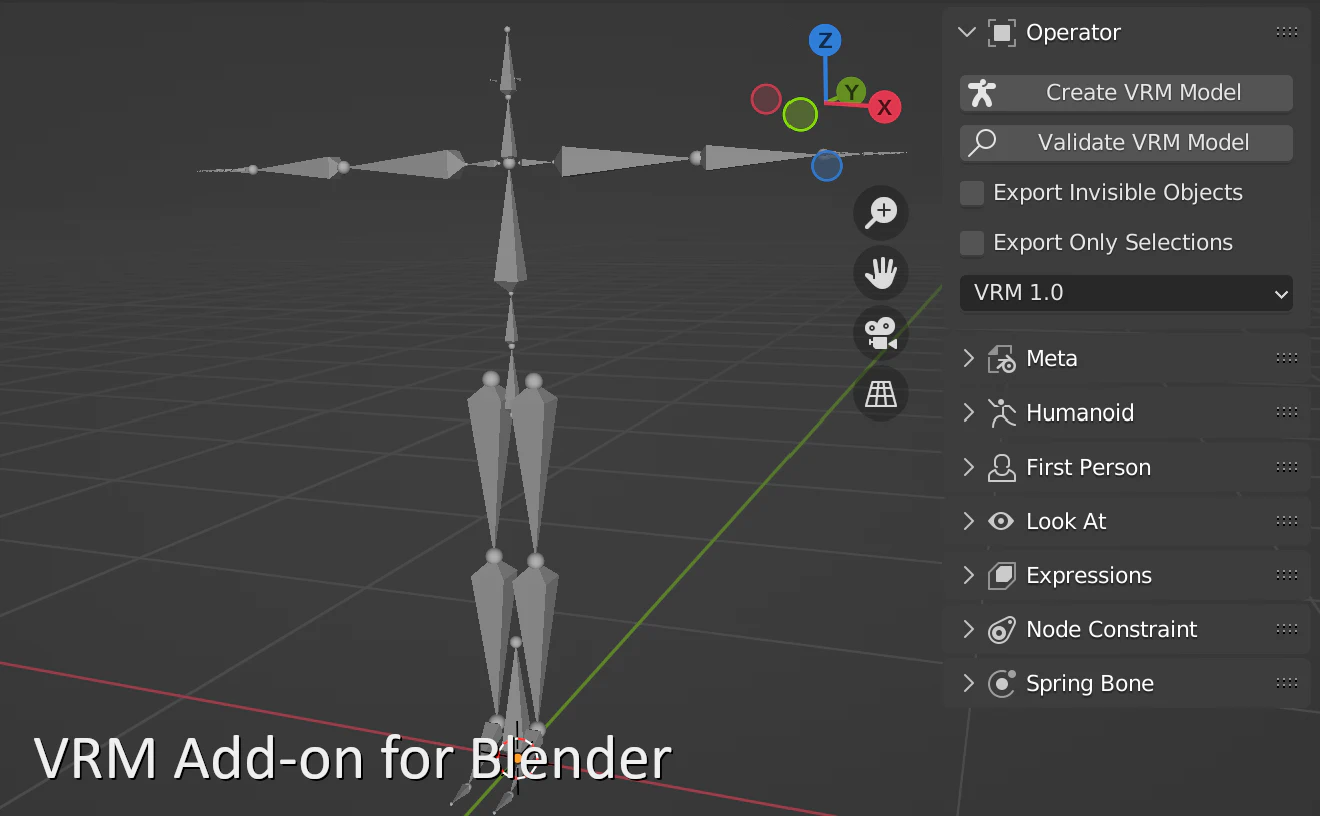 Z
Y
X
Operator
Create VRM Model
Validate VRM Model
Export Invisible Objects
Export Only Selections
VRM 1.0
Meta
Humanoid
First Person
Look At
Expressions
Node Constraint
Spring Bone
VRM Add-on for Blender